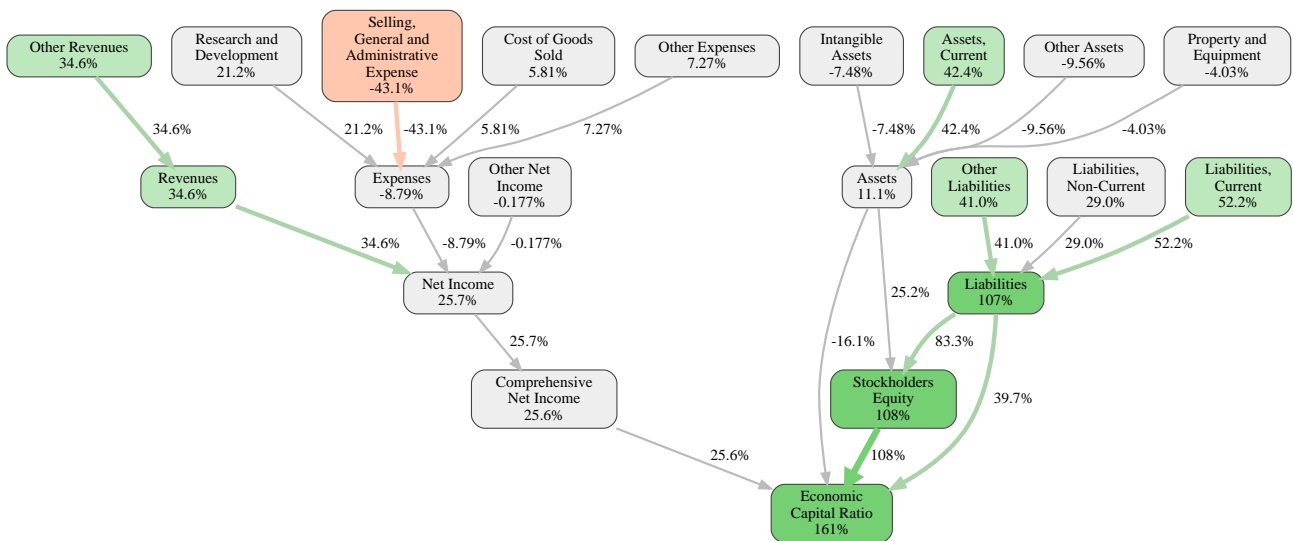 Other Revenues
34.6%
Research and
Development
21.2%
Selling,
General and
Administrative
Expense
-43.1%
Cost of Goods
Sold
5.81%
Other Expenses
7.27%
Intangible
Assets
-7.48%
Assets,
Current
42.4%
Other Assets
-9.56%
Property and
Equipment
-4.03%
34.6%
21.2%
-43.1%
5.81%
7.27%
-7.48%
42.4%
-9.56%
-4.03%
Revenues
34.6%
Expenses
-8.79%
Other Net
Income
-0.177%
Assets
11.1%
Other
Liabilities
41.0%
Liabilities,
Non-Current
29.0%
Liabilities,
Current
52.2%
34.6%
-8.79%
-0.177%
41.0%
29.0%
52.2%
Net Income
25.7%
25.2%
Liabilities
107%
25.7%
-16.1%
83.3%
Comprehensive
Net Income
25.6%
Stockholders
Equity
108%
39.7%
25.6%
108%
Economic
Capital Ratio
161%